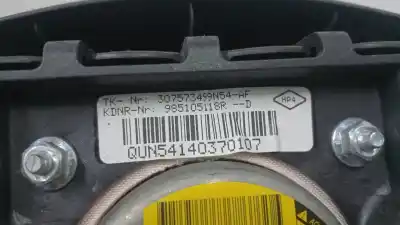 TK- Nr: 307573499N54-AF
KDNR-Nr: 985105118R --D
HP4
QUN54140370107